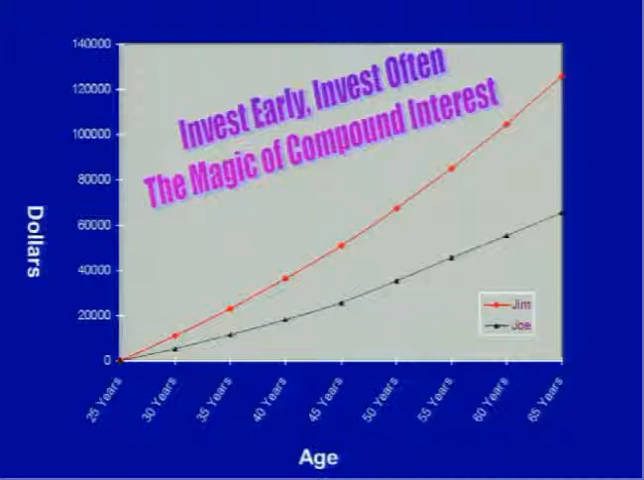 Invest Early, Invest Often
The Magic of Compound Interest
140000
120000
100000
80000
60000
40000
20000
0
Dollars
Jim
Joe
25 Years
30 Years
35 Years
40 Years
45 Years
50 Years
55 Years
60 Years
65 Years
Age